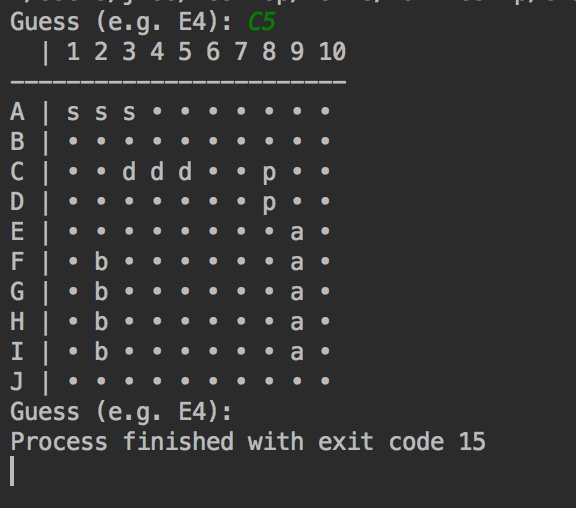 Guess (e.g. E4): C5
  | 1 2 3 4 5 6 7 8 9 10
————————————————————————
A | s s s • • • • • • •
B | • • • • • • • • • •
C | • • d d d • • p • •
D | • • • • • • • p • •
E | • • • • • • • • a •
F | • b • • • • • • a •
G | • b • • • • • • a •
H | • b • • • • • • a •
I | • b • • • • • • a •
J | • • • • • • • • • •
Guess (e.g. E4):
Process finished with exit code 15